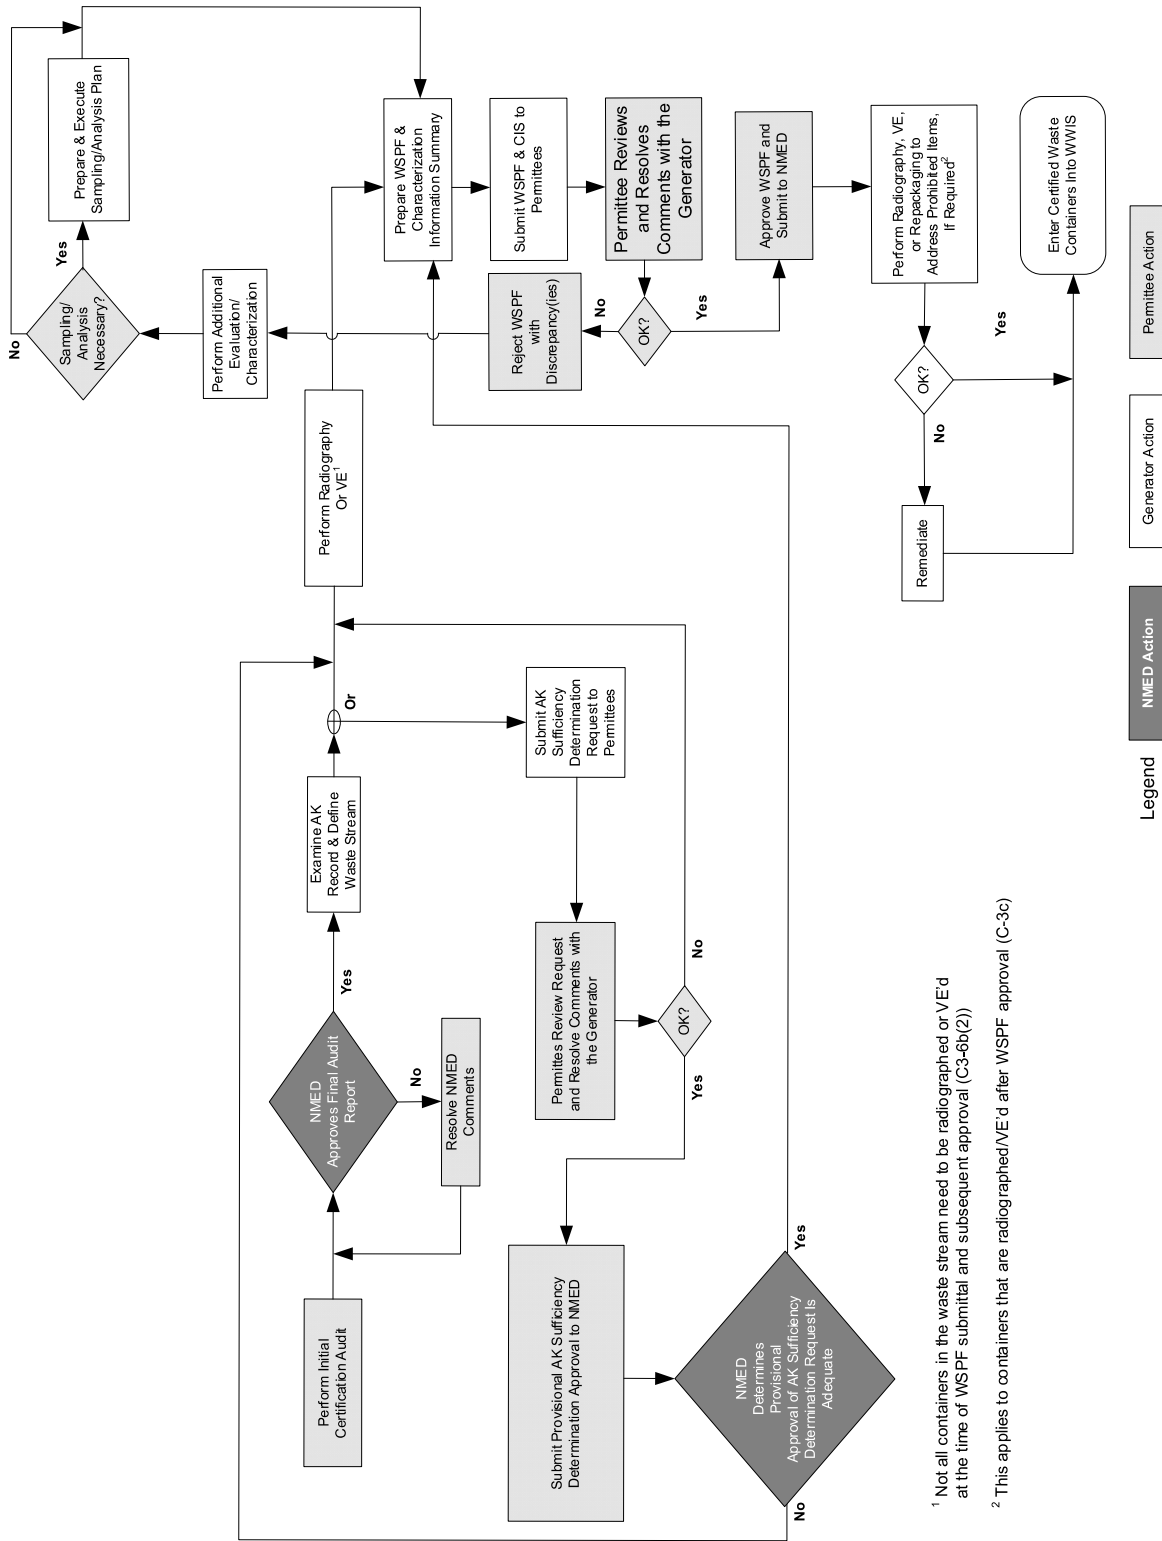 Perform Initial
Certification Audit
NMED
Approves Final Audit
Report
Yes
No
Resolve NMED
Comments
Examine AK
Record & Define
Waste Stream
Or
Perform Radiography
Or VE1
Perform Additional
Evaluation/
Characterization
Sampling/
Analysis
Necessary?
No
Yes
Prepare & Execute
Sampling/Analysis Plan
Prepare WSPF &
Characterization
Information Summary
Submit WSPF & CIS to
Permittees
Permittee Reviews
and Resolves
Comments with the
Generator
OK?
No
Yes
Reject WSPF
with
Discrepancy(ies)
Approve WSPF and
Submit to NMED
Perform Radiography, VE,
or Repackaging to
Address Prohibited Items,
If Required2
OK?
No
Yes
Remediate
Enter Certified Waste
Containers Into WWIS
Submit AK
Sufficiency
Determination
Request to
Permittees
Permittes Review Request
and Resolve Comments with
the Generator
OK?
No
Yes
Submit Provisional AK Sufficiency
Determination Approval to NMED
NMED
Determines
Provisional
Approval of AK Sufficiency
Determination Request Is
Adequate
No
Yes
1 Not all containers in the waste stream need to be radiographed or VE'd
at the time of WSPF submittal and subsequent approval (C3-6b(2))
2 This applies to containers that are radiographed/VE'd after WSPF approval (C-3c)
Legend
NMED Action
Generator Action
Permittee Action